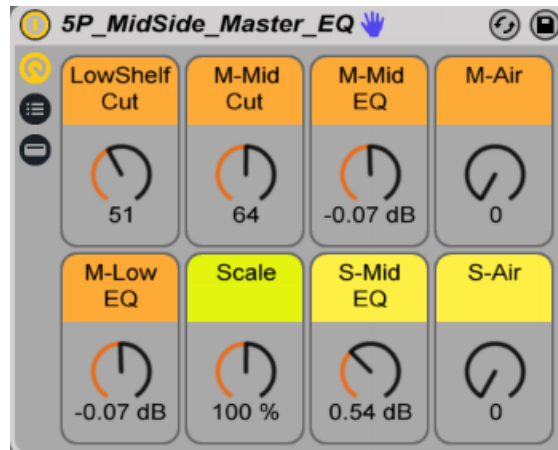 5P_MidSide_Master_EQ
LowShelf Cut
M-Mid Cut
M-Mid EQ
M-Air
51
64
-0.07 dB
0
M-Low EQ
Scale
S-Mid EQ
S-Air
-0.07 dB
100 %
0.54 dB
0